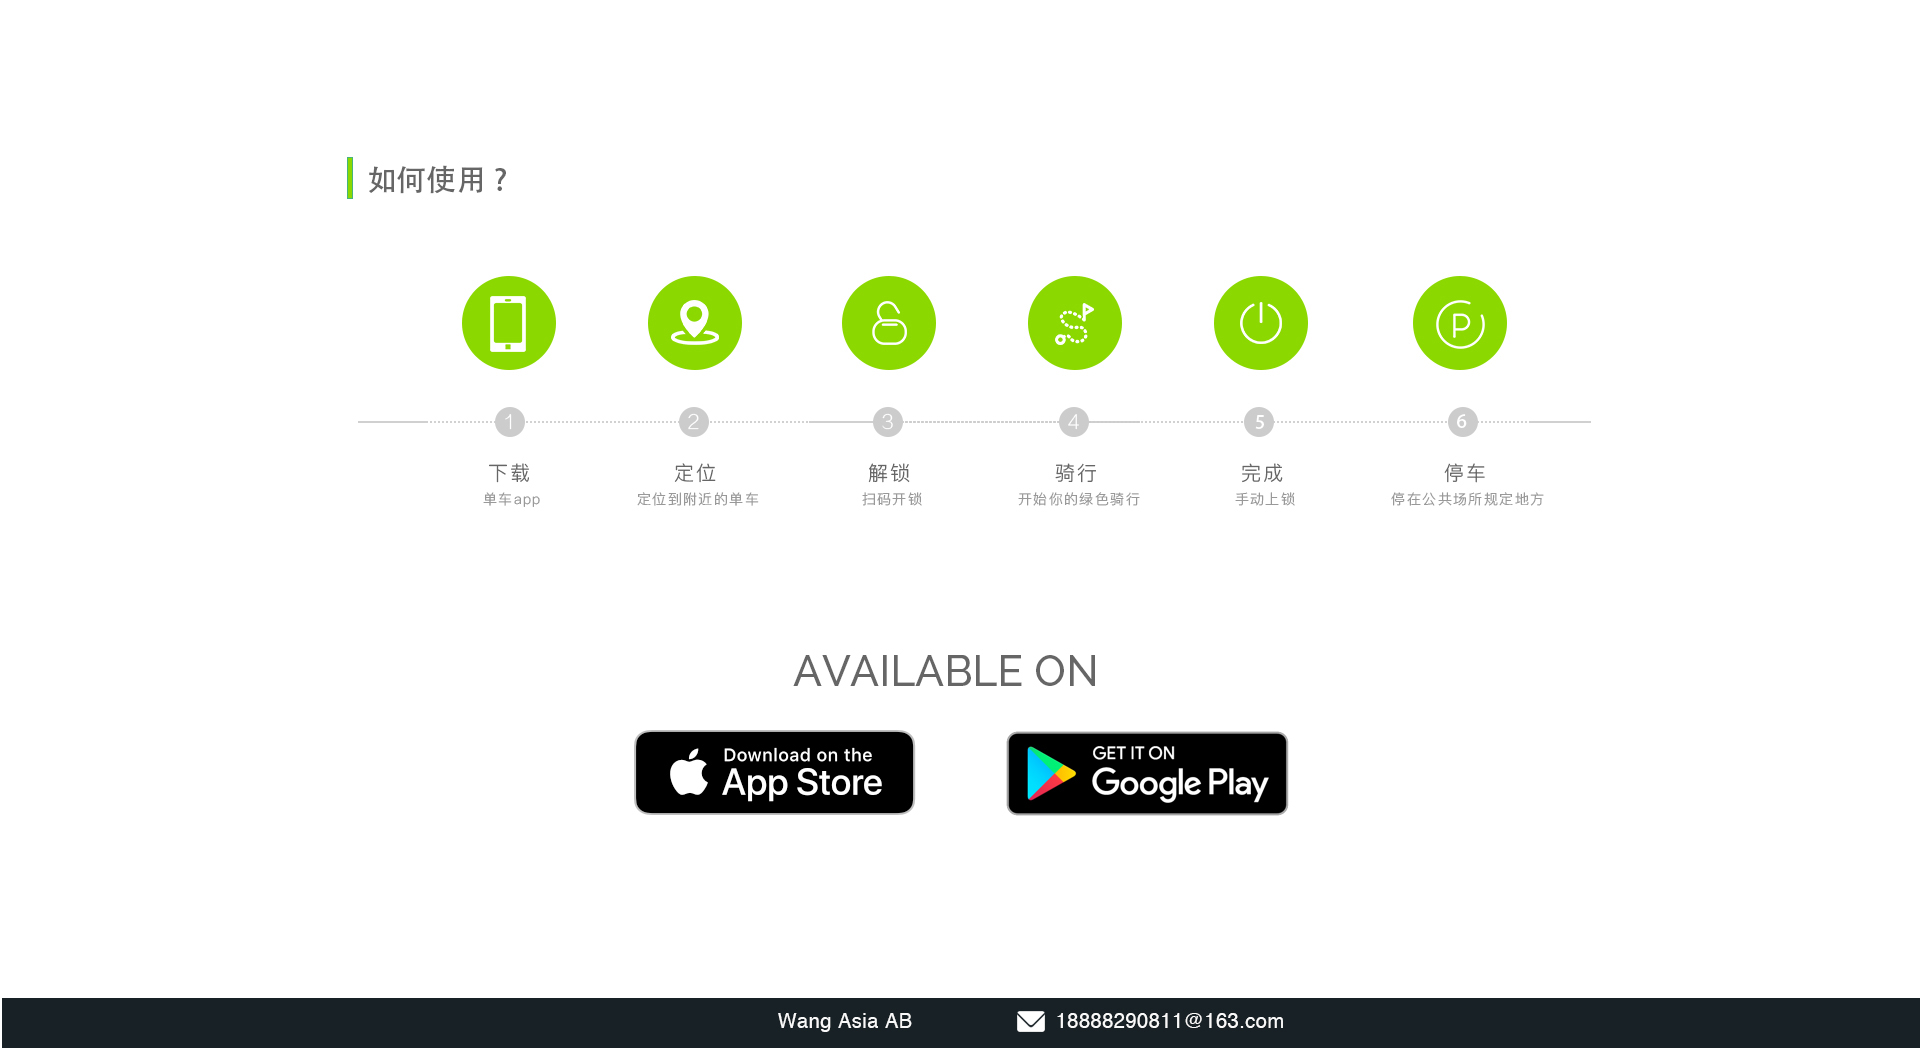 如何使用？
1 2 3 4 5 6
下载 定位 解锁 骑行 完成 停车
单车app 定位到附近的单车 扫码开锁 开始你的绿色骑行 手动上锁 停在公共场所规定地方
AVAILABLE ON
Download on the
App Store
GET IT ON
Google Play
Wang Asia AB 18888290811@163.com